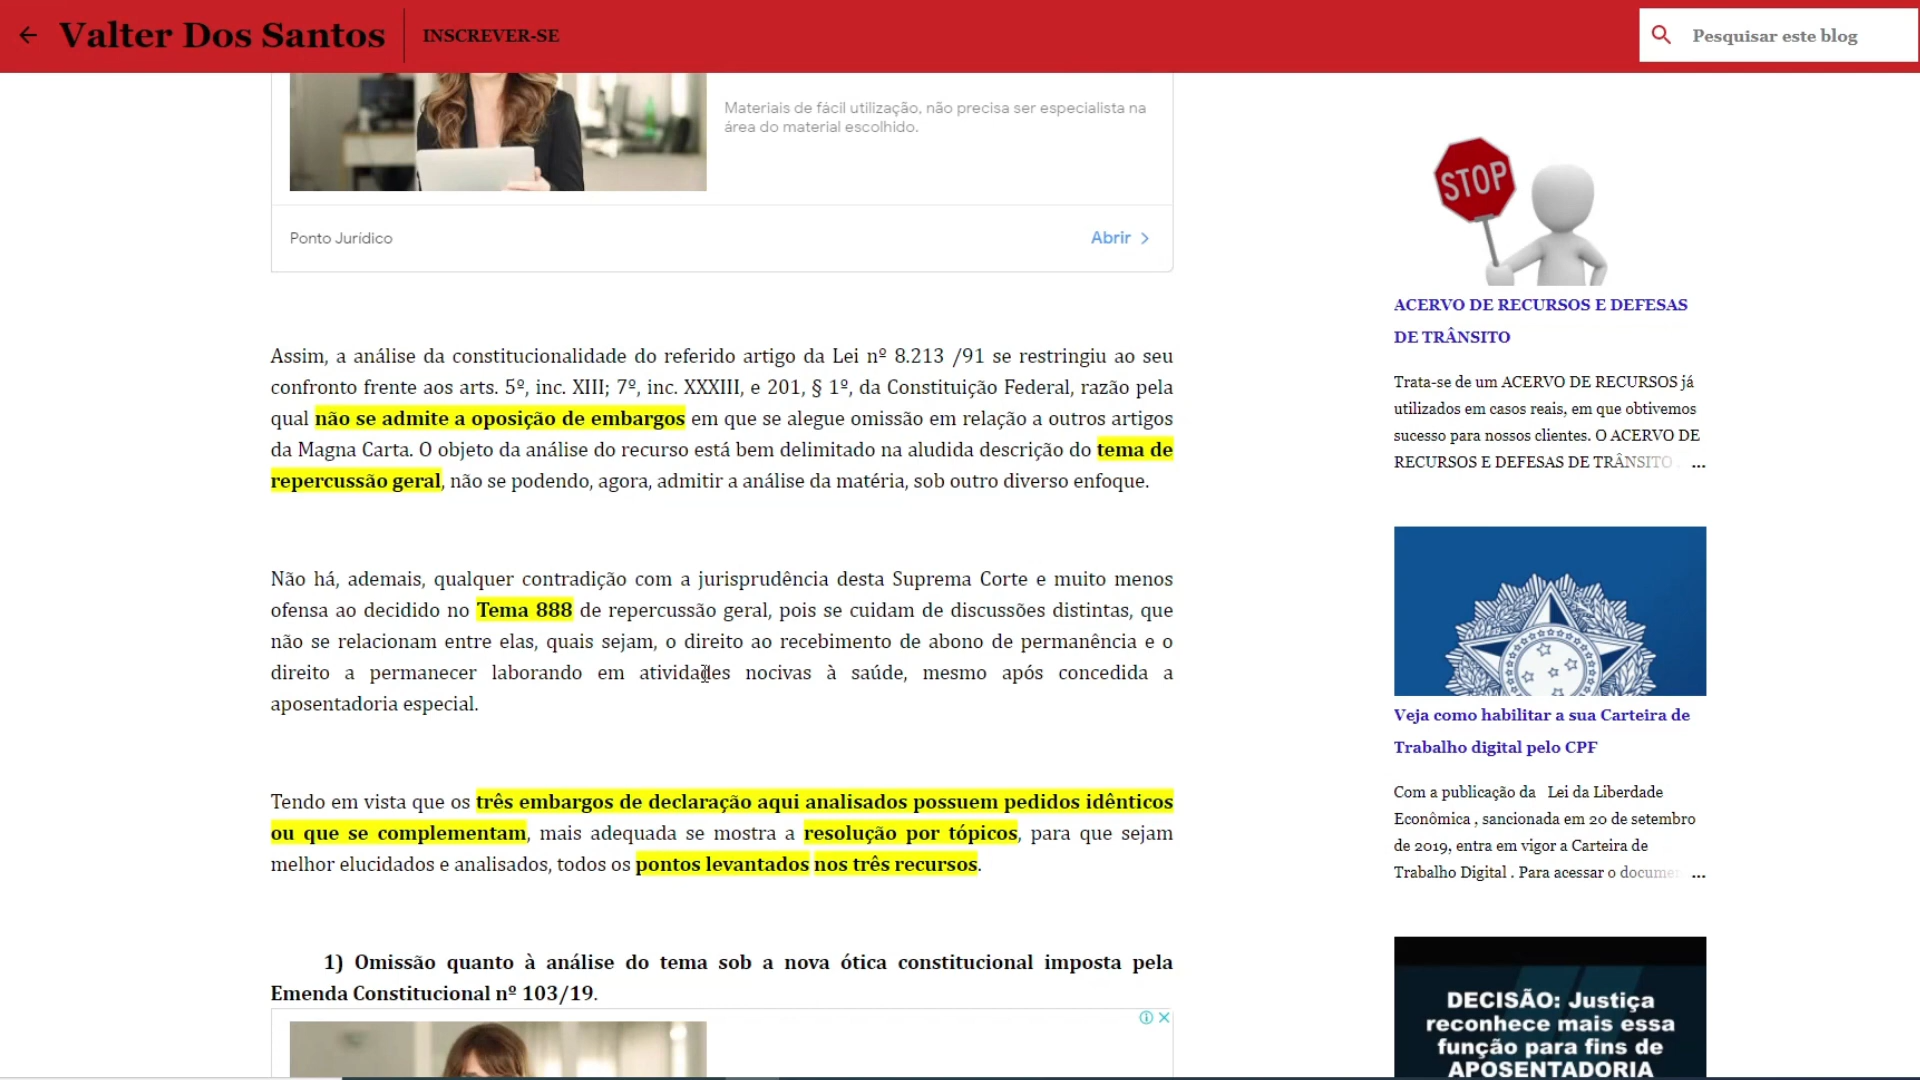 Valter Dos Santos
INSCREVER-SE
Pesquisar este blog
Materiais de fácil utilização, não precisa ser especialista na
área do material escolhido.
Ponto Jurídico
Abrir
Assim, a análise da constitucionalidade do referido artigo da Lei nº 8.213 /91 se restringiu ao seu
confronto frente aos arts. 5º, inc. XIII; 7º, inc. XXXIII, e 201, § 1º, da Constituição Federal, razão pela
qual não se admite a oposição de embargos em que se alegue omissão em relação a outros artigos
da Magna Carta. O objeto da análise do recurso está bem delimitado na aludida descrição do tema de
repercussão geral, não se podendo, agora, admitir a análise da matéria, sob outro diverso enfoque.
Não há, ademais, qualquer contradição com a jurisprudência desta Suprema Corte e muito menos
ofensa ao decidido no Tema 888 de repercussão geral, pois se cuidam de discussões distintas, que
não se relacionam entre elas, quais sejam, o direito ao recebimento de abono de permanência e o
direito a permanecer laborando em atividades nocivas à saúde, mesmo após concedida a
aposentadoria especial.
Tendo em vista que os três embargos de declaração aqui analisados possuem pedidos idênticos
ou que se complementam, mais adequada se mostra a resolução por tópicos, para que sejam
melhor elucidados e analisados, todos os pontos levantados nos três recursos.
1) Omissão quanto à análise do tema sob a nova ótica constitucional imposta pela
Emenda Constitucional nº 103/19.
STOP
ACERVO DE RECURSOS E DEFESAS
DE TRÂNSITO
Trata-se de um ACERVO DE RECURSOS já
utilizados em casos reais, em que obtivemos
sucesso para nossos clientes. O ACERVO DE
RECURSOS E DEFESAS DE TRÂNSITO ...
Veja como habilitar a sua Carteira de
Trabalho digital pelo CPF
Com a publicação da Lei da Liberdade
Econômica , sancionada em 20 de setembro
de 2019, entra em vigor a Carteira de
Trabalho Digital . Para acessar o docume ...
DECISÃO: Justiça
reconhece mais essa
função para fins de
APOSENTADORIA